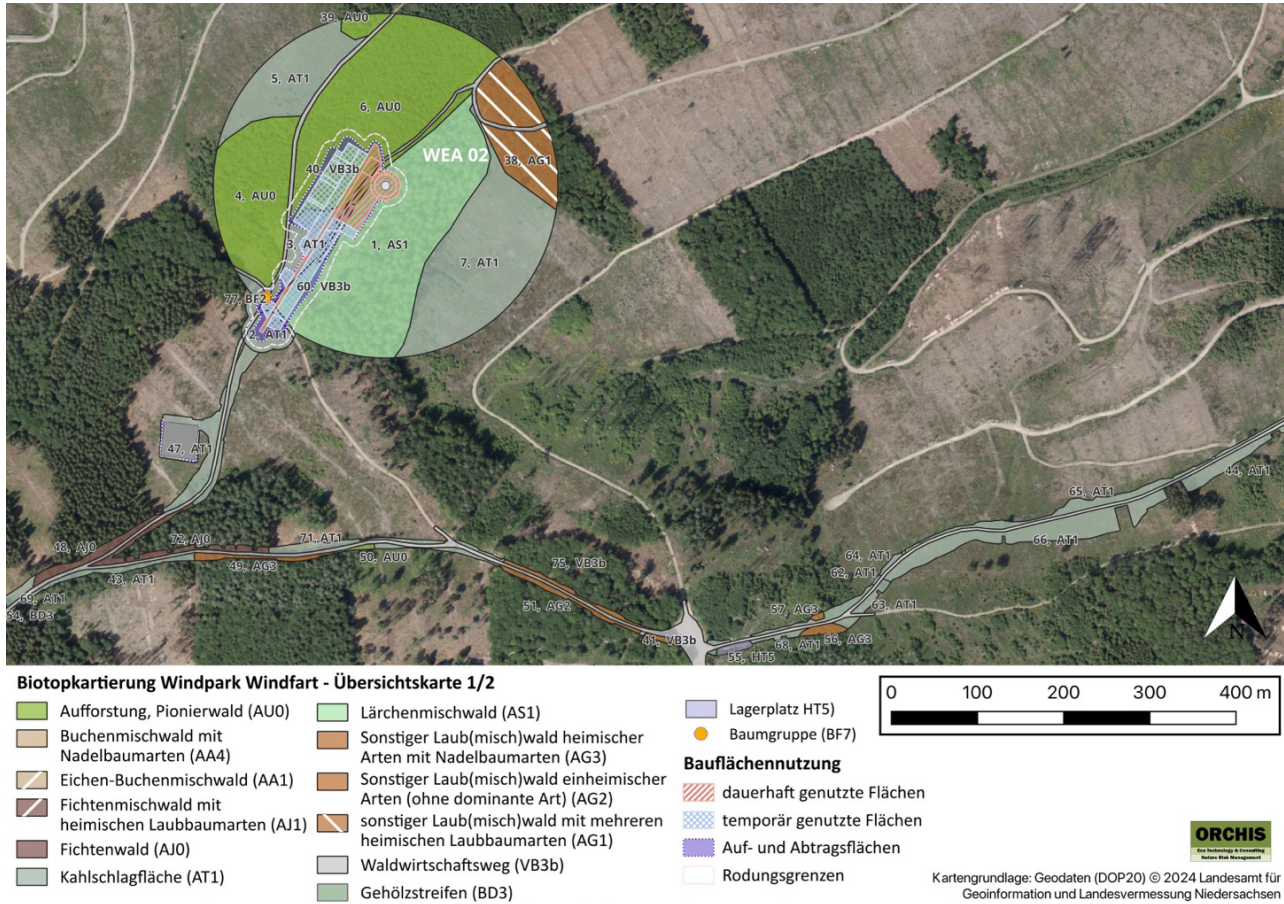 39, AU0
5, AT1
6, AU0
WEA 02
38, AG1
40, VB3b
4, AU0
3, AT1
1, AS1
7, AT1
60, VB3b
77, BF2
2, AT1
47, AT1
44, AT1
65, AT1
66, AT1
48, AJ0
72, AJ0
71, AT1
50, AU0
49, AG3
43, AT1
75, VB3b
64, AT1
62, AT1
69, AT1
54, BD3
51, AG2
57, AG3
63, AT1
41, VB3b
68, AT1
56, AG3
55, HT5
N
Biotopkartierung Windpark Windfart - Übersichtskarte 1/2
Aufforstung, Pionierwald (AU0)
Buchenmischwald mit
Nadelbaumarten (AA4)
Eichen-Buchenmischwald (AA1)
Fichtenmischwald mit
heimischen Laubbaumarten (AJ1)
Fichtenwald (AJ0)
Kahlschlagfläche (AT1)
Lärchenmischwald (AS1)
Sonstiger Laub(misch)wald heimischer
Arten mit Nadelbaumarten (AG3)
Sonstiger Laub(misch)wald einheimischer
Arten (ohne dominante Art) (AG2)
sonstiger Laub(misch)wald mit mehreren
heimischen Laubbaumarten (AG1)
Waldwirtschaftsweg (VB3b)
Gehölzstreifen (BD3)
Lagerplatz HT5)
Baumgruppe (BF7)
Bauflächennutzung
dauerhaft genutzte Flächen
temporär genutzte Flächen
Auf- und Abtragsflächen
Rodungsgrenzen
0 100 200 300 400 m
ORCHIS
Eco Technology & Consulting
Nature Risk Management
Kartengrundlage: Geodaten (DOP20) © 2024 Landesamt für
Geoinformation und Landesvermessung Niedersachsen